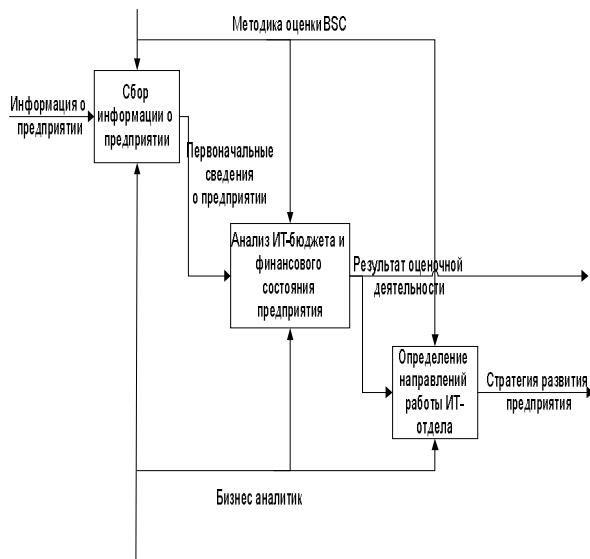 Методика оценки BSC
Сбор
информации о
предприятии
Информация о
предприятии
Первоначальные
сведения
о предприятии
Анализ ИТ-бюджета и
финансового
состояния
предприятия
Результат оценочной
деятельности
Определение
направлений
работы ИТ-
отдела
Стратегия развития
предприятия
Бизнес аналитик